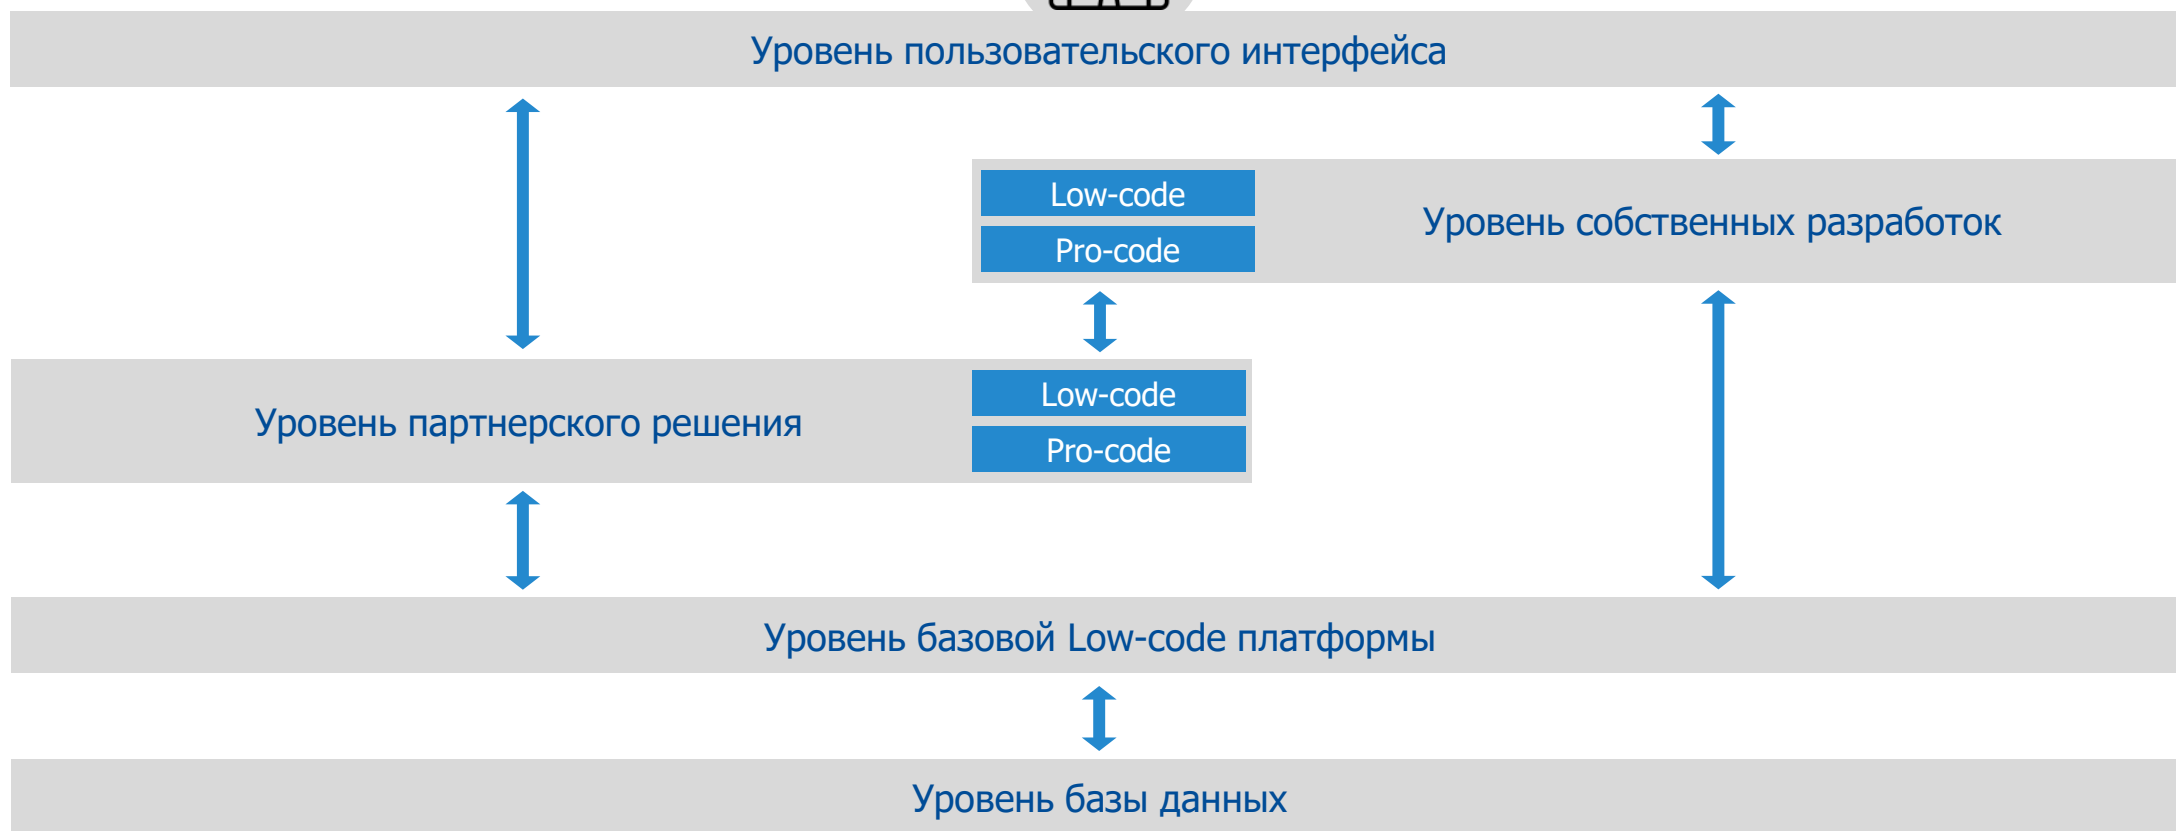 Уровень пользовательского интерфейса
Low-code
Pro-code
Уровень собственных разработок
Уровень партнерского решения
Low-code
Pro-code
Уровень базовой Low-code платформы
Уровень базы данных